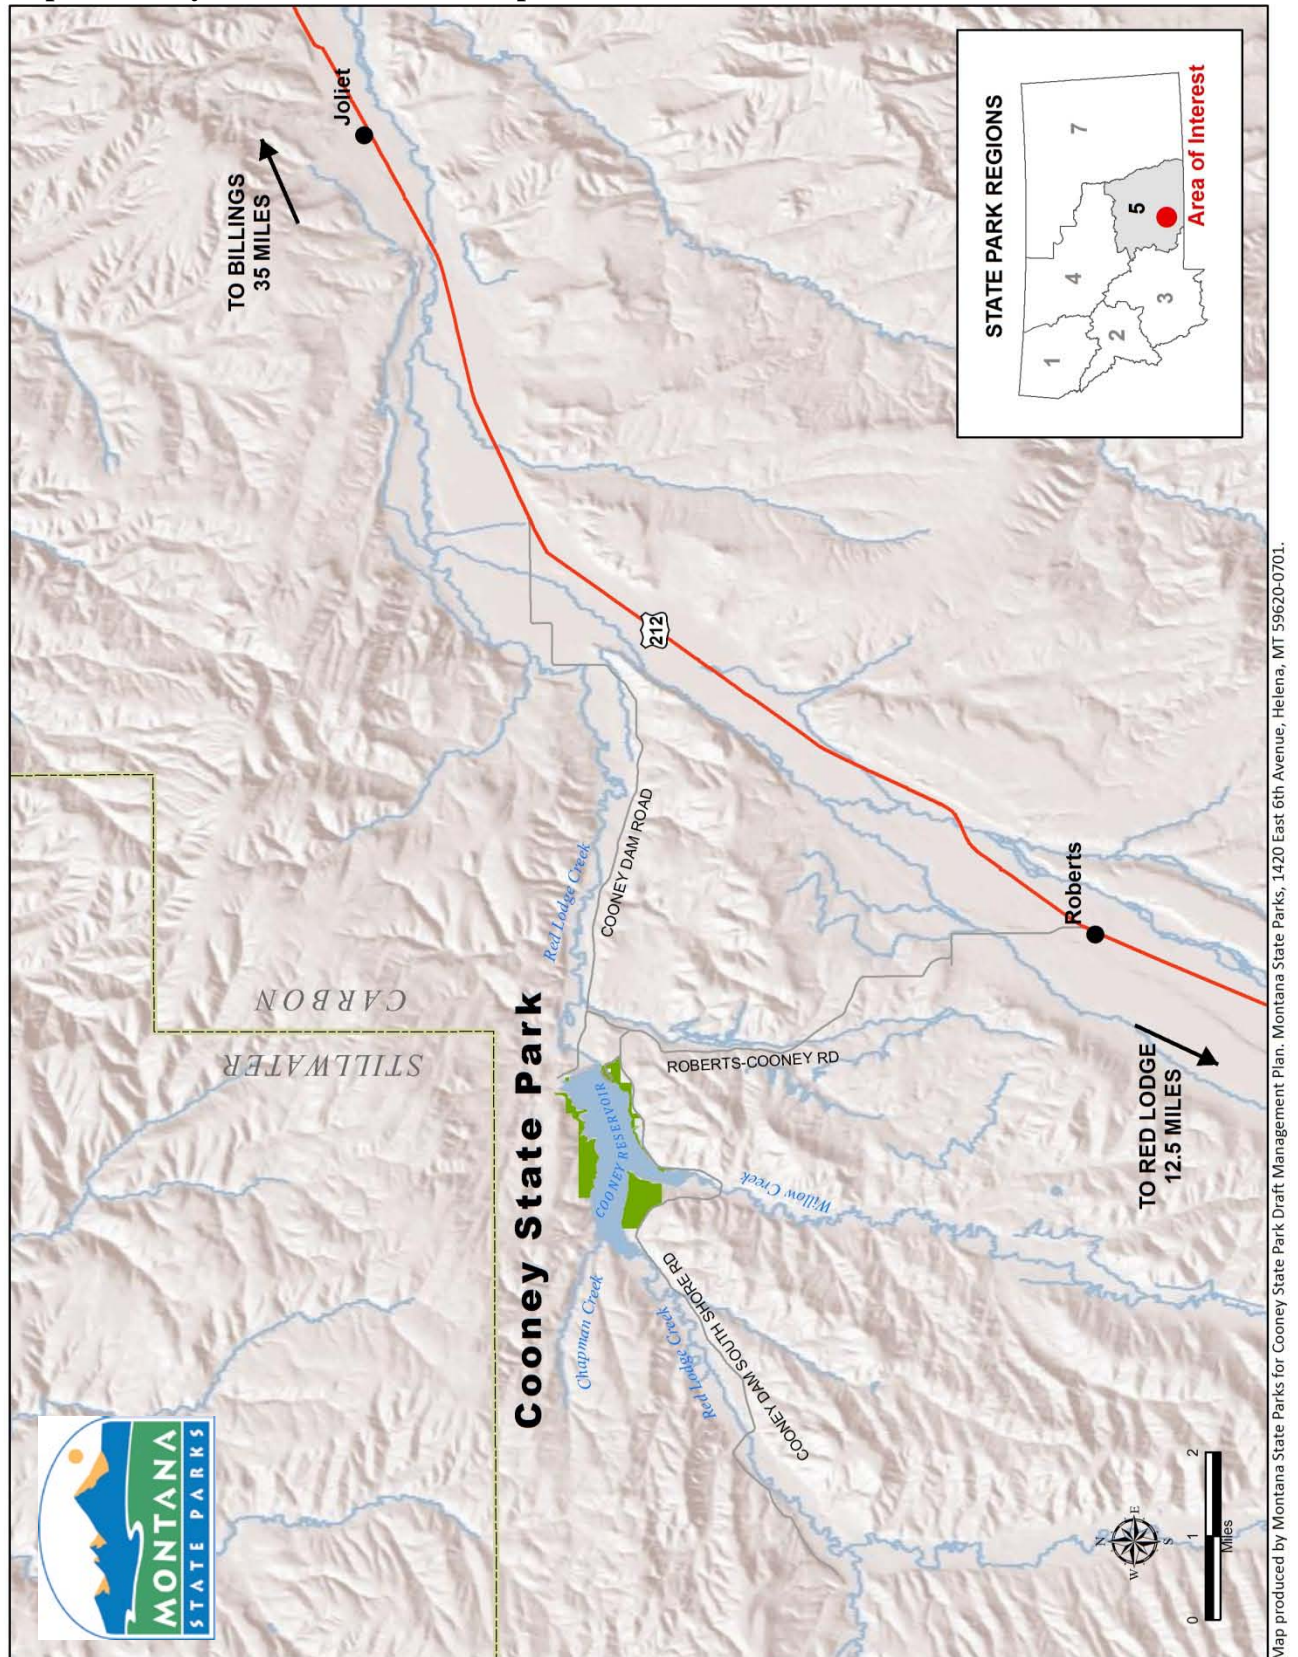 MONTANA
STATE PARKS
STILLWATER
CARBON
TO BILLINGS
35 MILES
Joliet
Cooney State Park
Chapman Creek
COONEY RESERVOIR
Red Lodge Creek
Red Lodge Creek
COONEY DAM ROAD
212
COONEY DAM SOUTH SHORE RD
Willow Creek
ROBERTS-COONEY RD
Roberts
TO RED LODGE
12.5 MILES
N
W
E
S
0
1
2
Miles
STATE PARK REGIONS
1
2
3
4
5
7
Area of Interest
Map produced by Montana State Parks for Cooney State Park Draft Management Plan. Montana State Parks, 1420 East 6th Avenue, Helena, MT 59620-0701.